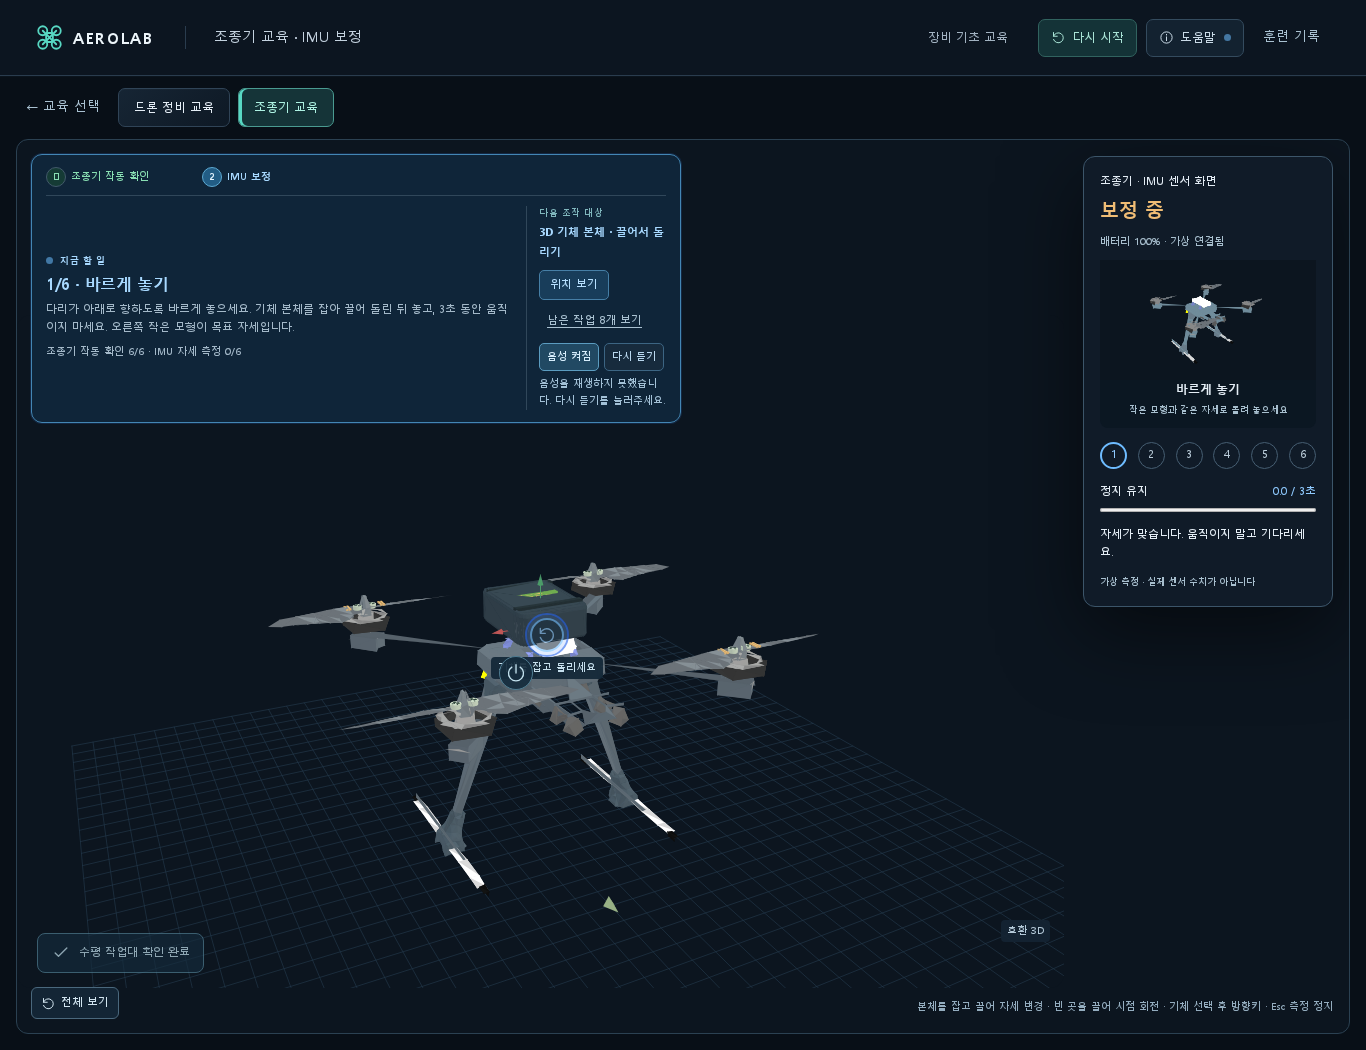 AEROLAB
조종기 교육 · IMU 보정
장비 기초 교육
다시 시작
도움말
훈련 기록
← 교육 선택
드론 정비 교육
조종기 교육
조종기 작동 확인
2 IMU 보정
지금 할 일
1/6 · 바르게 놓기
다리가 아래로 향하도록 바르게 놓으세요. 기체 본체를 잡아 끌어 돌린 뒤 놓고, 3초 동안 움직
이지 마세요. 오른쪽 작은 모형이 목표 자세입니다.
조종기 작동 확인 6/6 · IMU 자세 측정 0/6
다음 조작 대상
3D 기체 본체 · 끌어서 돌
리기
위치 보기
남은 작업 8개 보기
음성 켜짐
다시 듣기
음성을 재생하지 못했습니
다. 다시 듣기를 눌러주세요.
조종기 · IMU 센서 화면
보정 중
배터리 100% · 가상 연결됨
바르게 놓기
작은 모형과 같은 자세로 돌려 놓으세요
1 2 3 4 5 6
정지 유지
0.0 / 3초
자세가 맞습니다. 움직이지 말고 기다리세
요.
가상 측정 · 실제 센서 수치가 아닙니다
잡고 돌리세요
호환 3D
수평 작업대 확인 완료
전체 보기
본체를 잡고 끌어 자세 변경 · 빈 곳을 끌어 시점 회전 · 기체 선택 후 방향키 · Esc 측정 정지